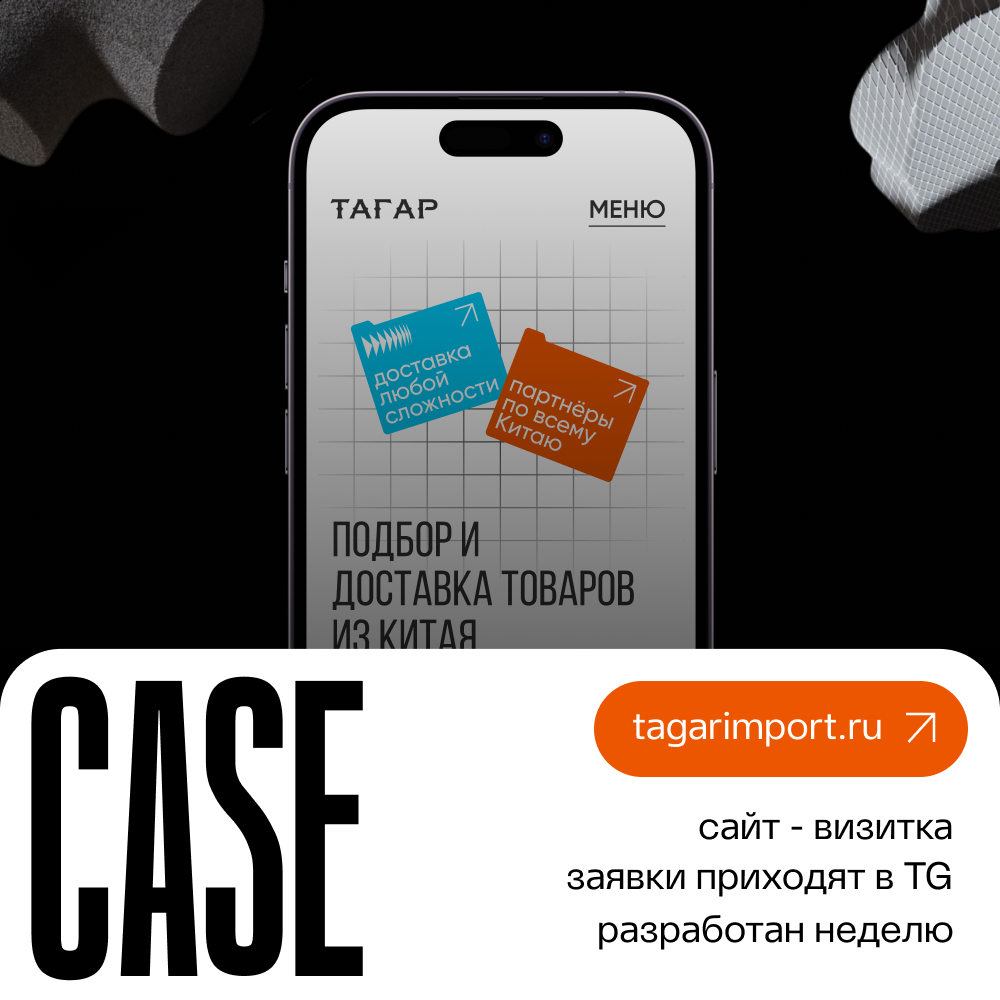 ТАГАР
МЕНЮ
доставка
любой
сложности
партнёры
по всему
Китаю
ПОДБОР И
ДОСТАВКА ТОВАРОВ
ИЗ КИТАЯ
CASE
tagarimport.ru
сайт - визитка
заявки приходят в TG
разработан неделю